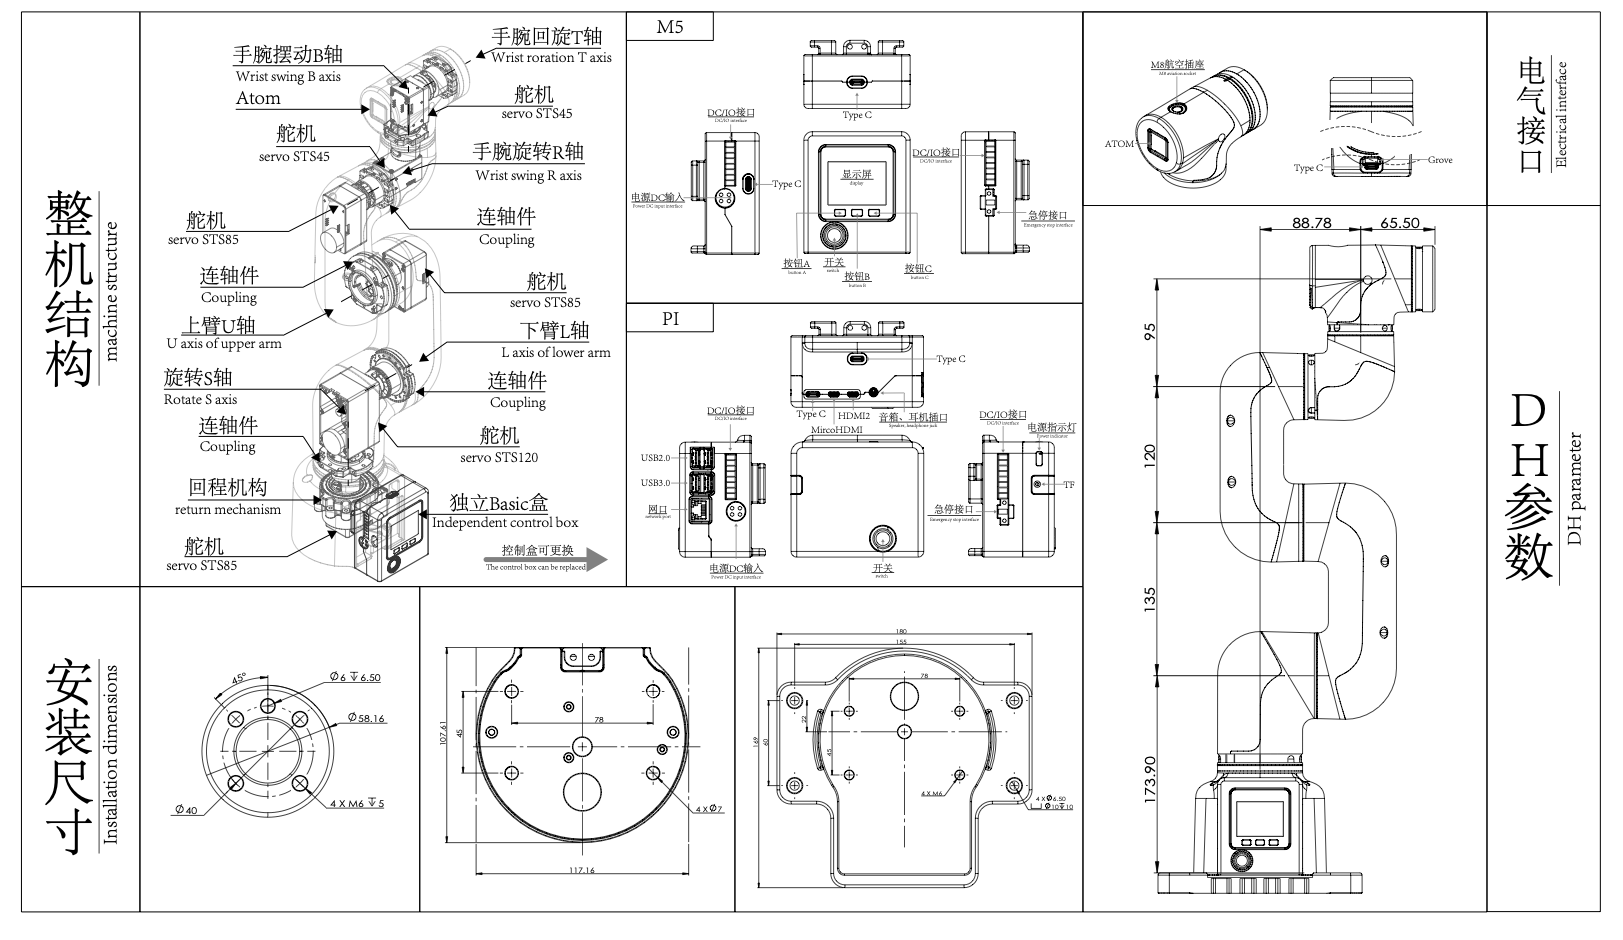 整机结构
machine structure
手腕回旋T轴
Wrist roration T axis
手腕摆动B轴
Wrist swing B axis
Atom
舵机
servo STS45
舵机
servo STS45
手腕旋转R轴
Wrist swing R axis
舵机
servo STS85
连轴件
Coupling
连轴件
Coupling
舵机
servo STS85
上臂U轴
U axis of upper arm
下臂L轴
L axis of lower arm
旋转S轴
Rotate S axis
连轴件
Coupling
连轴件
Coupling
舵机
servo STS120
回程机构
return mechanism
独立Basic盒
Independent control box
舵机
servo STS85
控制盒可更换
The control box can be replaced
M5
Type C
DC/IO接口
DC/IO interface
Type C
电源DC输入
Power DC input interface
显示屏
display
按钮A
button A
开关
switch
按钮B
button B
按钮C
button C
DC/IO接口
DC/IO interface
急停接口
Emergency stop interface
PI
Type C
Type C
HDMI2
MircoHDMI
音箱、耳机插口
Speaker, headphone jack
DC/IO接口
DC/IO interface
USB2.0
USB3.0
网口
network port
电源DC输入
Power DC input interface
开关
switch
DC/IO接口
DC/IO interface
电源指示灯
Power indicator
TF
急停接口
Emergency stop interface
M8航空插座
M8 aviation socket
ATOM
Type C
Grove
电气接口
Electrical interface
88.78
65.50
95
120
135
173.90
DH参数
DH parameter
安装尺寸
Installation dimensions
45°
Ø6↧6.50
Ø58.16
Ø40
4 X M6↧5
107.61
45
78
4 X Ø7
117.16
180
155
78
169
60
22
45
4 X M6
4 X Ø6.50
⌴Ø10↧10